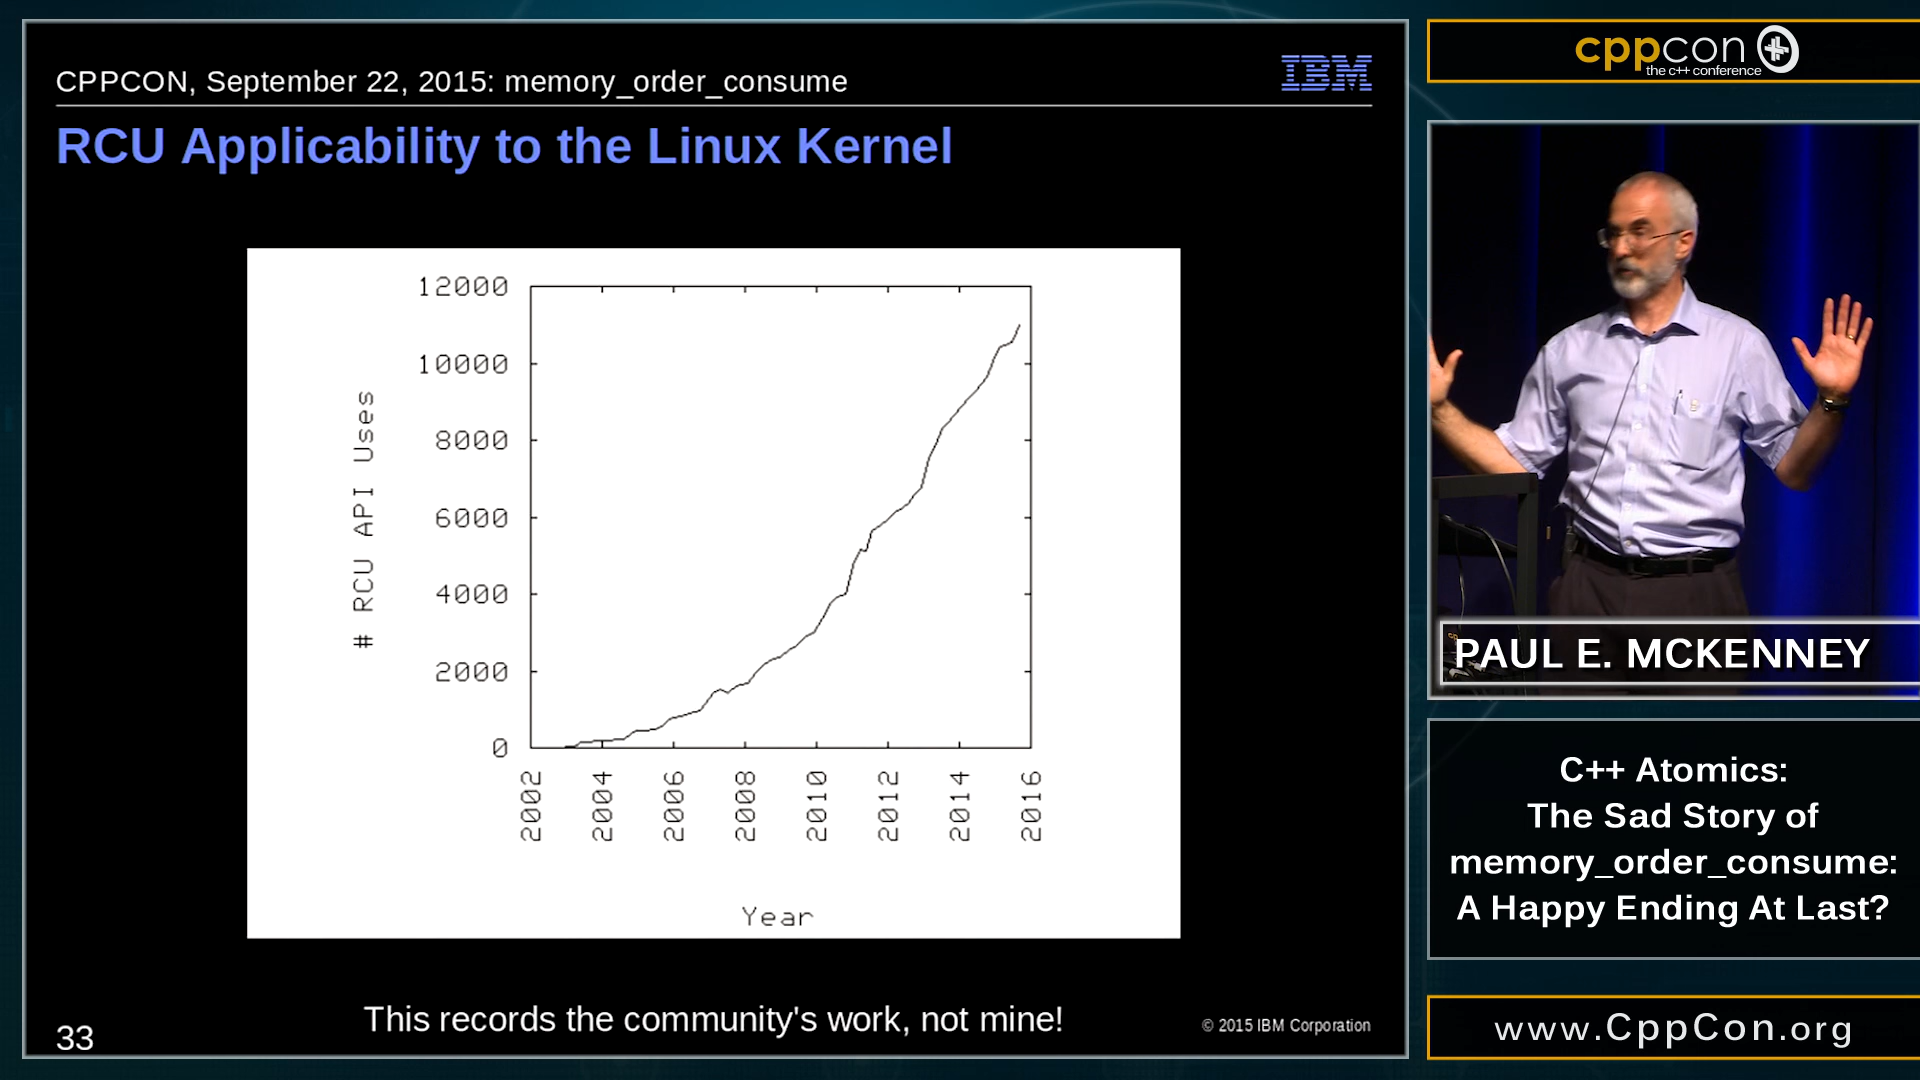 CPPCON, September 22, 2015: memory_order_consume
IBM
RCU Applicability to the Linux Kernel
12000
10000
8000
6000
4000
2000
0
# RCU API Uses
2002
2004
2006
2008
2010
2012
2014
2016
Year
This records the community's work, not mine!
33
© 2015 IBM Corporation
cppcon
the c++ conference
PAUL E. MCKENNEY
C++ Atomics:
The Sad Story of
memory_order_consume:
A Happy Ending At Last?
www.CppCon.org